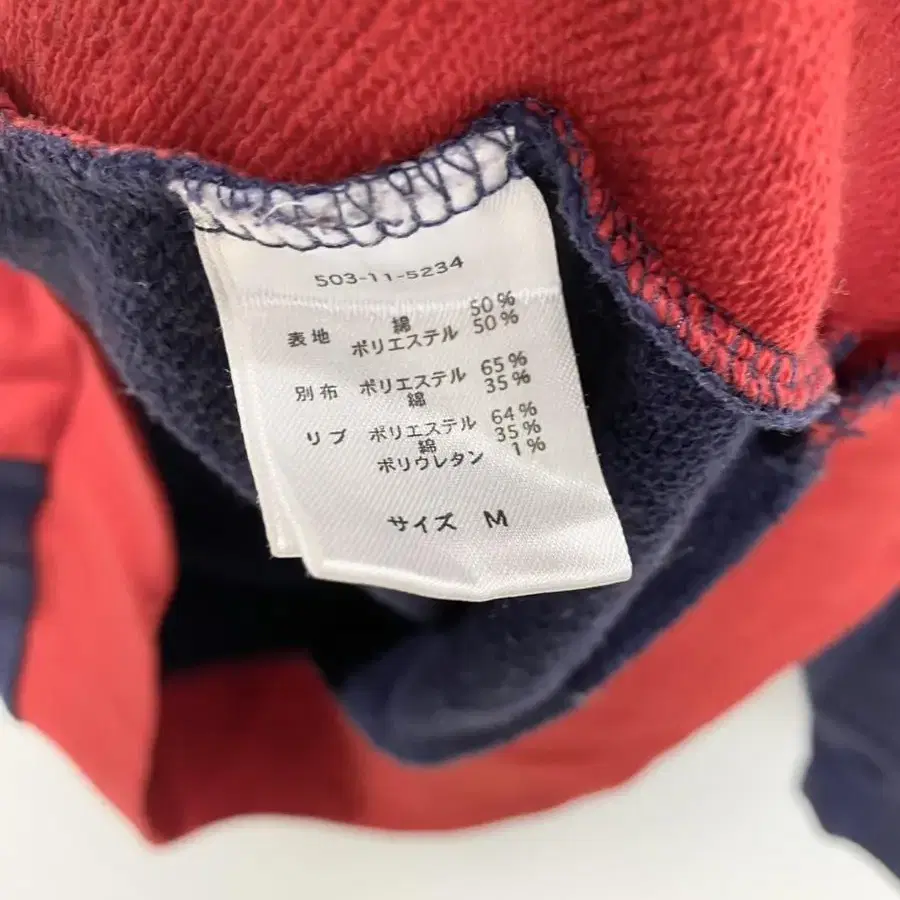 503-11-5234
表地 綿 50%
ポリエステル 50%
別布 ポリエステル 65%
綿 35%
リブ ポリエステル 64%
綿 35%
ポリウレタン 1%
サイズ M